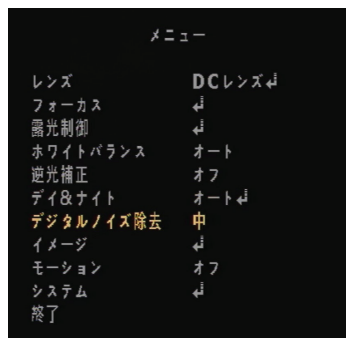 メニュー
レンズ DCレンズ↲
フォーカス ↲
露光制御 ↲
ホワイトバランス オート
逆光補正 オフ
デイ&ナイト オート↲
デジタルノイズ除去 中
イメージ ↲
モーション オフ
システム ↲
終了